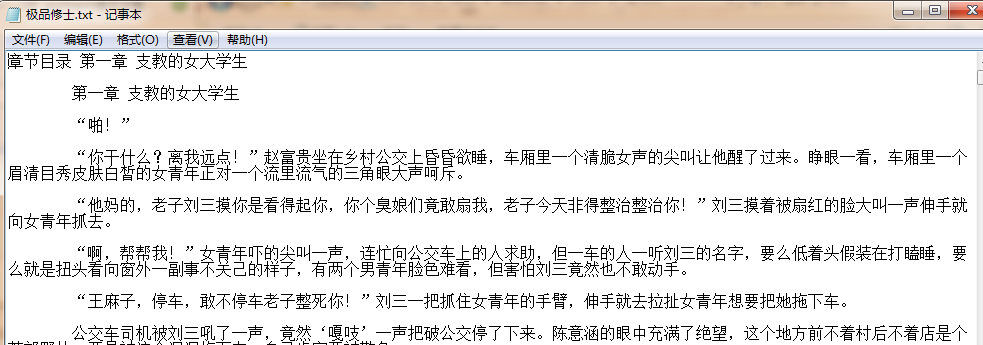 极品修士.txt - 记事本
文件(F) 编辑(E) 格式(O) 查看(V) 帮助(H)
章节目录 第一章 支教的女大学生
第一章 支教的女大学生
“啪！”
“你于什么？离我远点！”赵富贵坐在乡村公交上昏昏欲睡，车厢里一个清脆女声的尖叫让他醒了过来。睁眼一看，车厢里一个
眉清目秀皮肤白皙的女青年正对一个流里流气的三角眼大声呵斥。
“他妈的，老子刘三摸你是看得起你，你个臭娘们竟敢扇我，老子今天非得整治整治你！”刘三摸着被扇红的脸大叫一声伸手就
向女青年抓去。
“啊，帮帮我！”女青年吓的尖叫一声，连忙向公交车上的人求助，但一车的人一听刘三的名字，要么低着头假装在打瞌睡，要
么就是扭头看向窗外一副事不关己的样子，有两个男青年脸色难看，但害怕刘三竟然也不敢动手。
“王麻子，停车，敢不停车老子整死你！”刘三一把抓住女青年的手臂，伸手就去拉扯女青年想要把她拖下车。
公交车司机被刘三吼了一声，竟然‘嘎吱’一声把破公交停了下来。陈意涵的眼中充满了绝望，这个地方前不着村后不着店是个